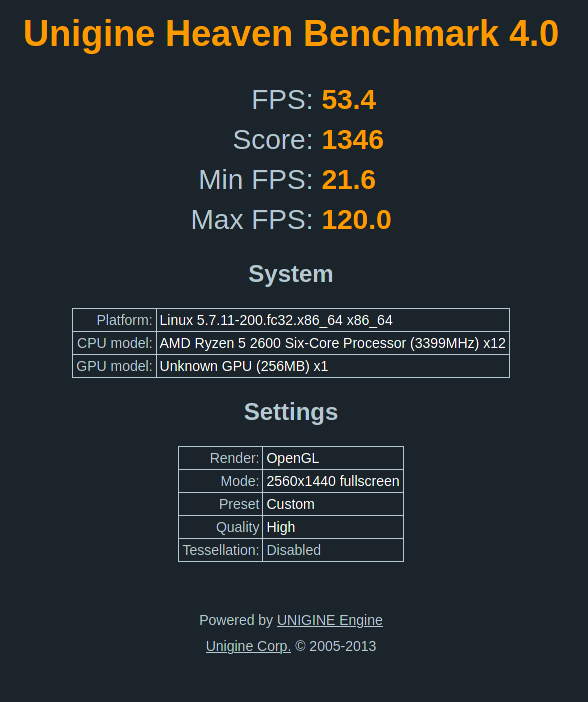 Unigine Heaven Benchmark 4.0
FPS: 53.4
Score: 1346
Min FPS: 21.6
Max FPS: 120.0
System
Platform: Linux 5.7.11-200.fc32.x86_64 x86_64
CPU model: AMD Ryzen 5 2600 Six-Core Processor (3399MHz) x12
GPU model: Unknown GPU (256MB) x1
Settings
Render: OpenGL
Mode: 2560x1440 fullscreen
Preset Custom
Quality High
Tessellation: Disabled
Powered by UNIGINE Engine
Unigine Corp. © 2005-2013